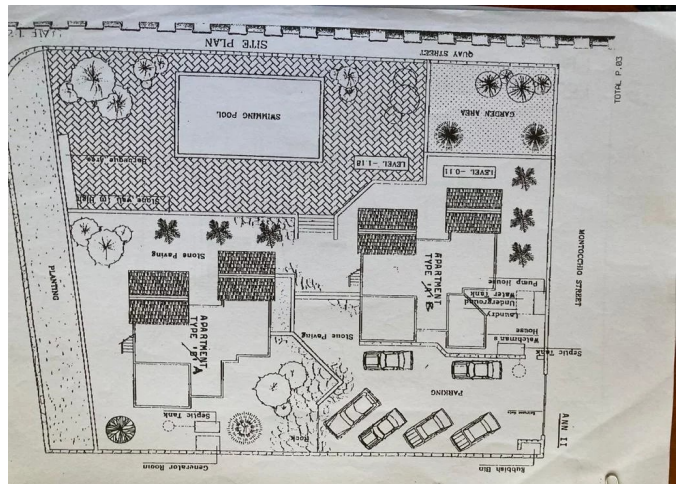 SITE PLAN
QUAY STREET
TOTAL P.03
SWIMMING POOL
GARDEN AREA
Barbeque Area
LEVEL -1.18
LEVEL -0.11
Stone wall 1m high
Stone Paving
PLANTING
MONTOCCHIO STREET
APARTMENT
TYPE
B
Pump House
Underground
Water Tank
Laundry
Watchman's
House
Septic Tank
Stone Paving
APARTMENT
TYPE
A
PARKING
Septic Tank
Rock
ANN II
Generator Room
Rubbish Bin